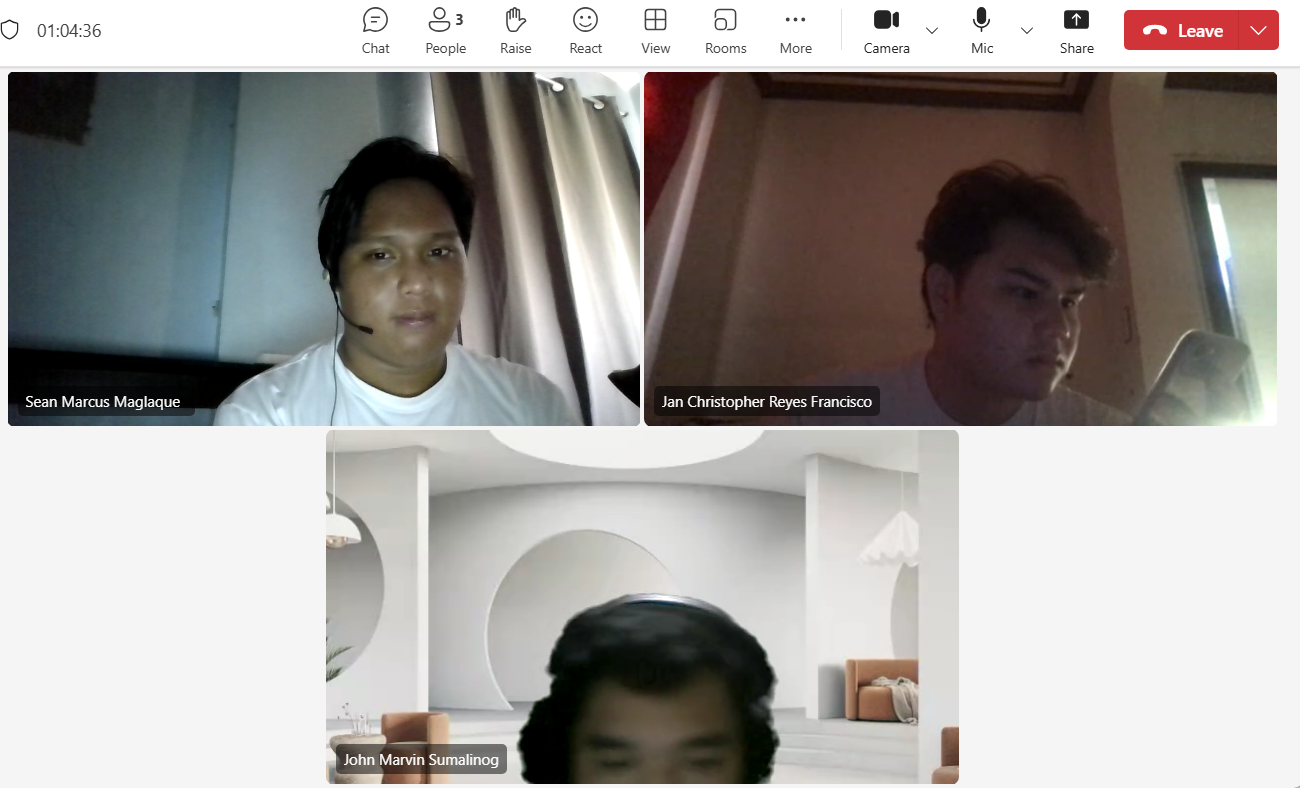 01:04:36
Chat
People
3
Raise
React
View
Rooms
More
Camera
Mic
Share
Leave
Sean Marcus Maglaque
Jan Christopher Reyes Francisco
John Marvin Sumalinog